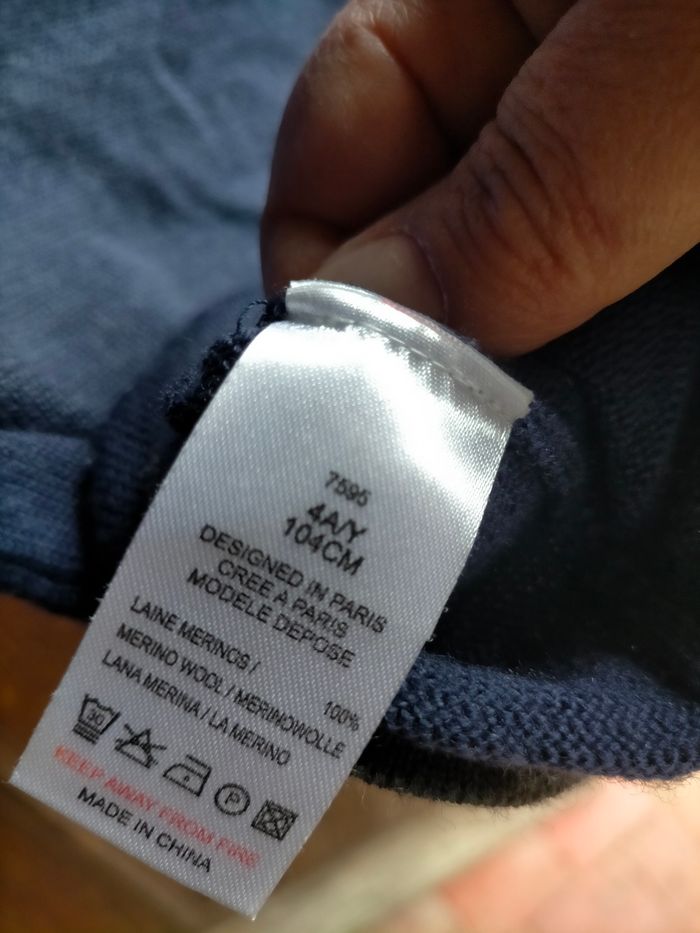 7595
4A/Y
104CM
DESIGNED IN PARIS
CREE A PARIS
MODELE DEPOSE
LAINE MERINOS /
MERINO WOOL / MERINOWOLLE 100%
LANA MERINA / LA MERINO
30
P
KEEP AWAY FROM FIRE
MADE IN CHINA